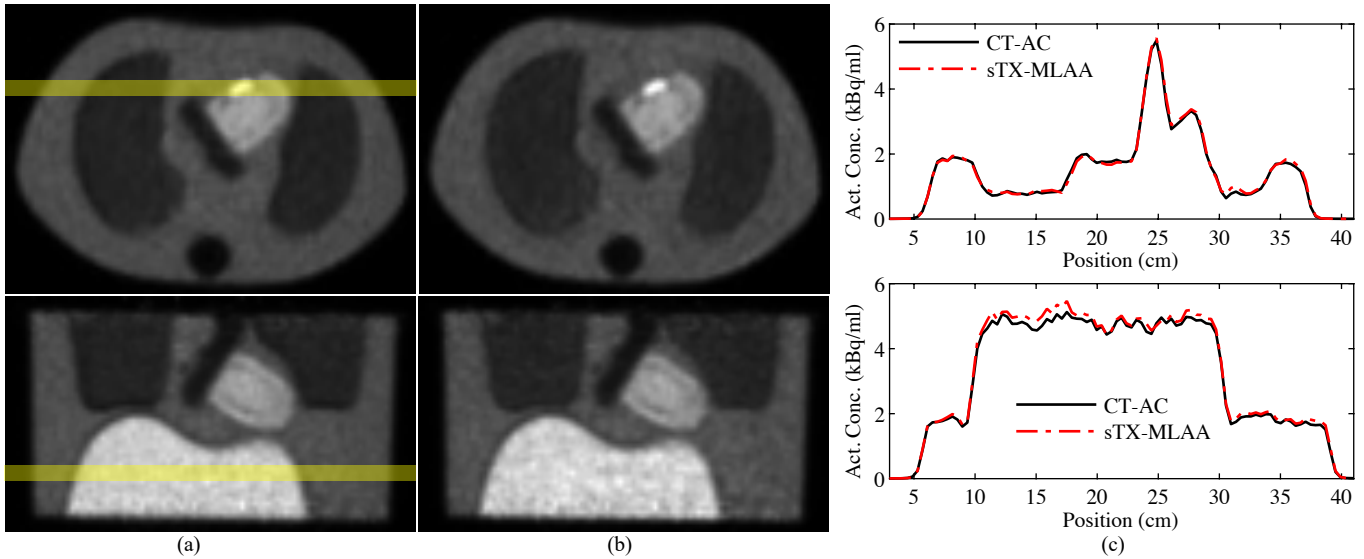 6
4
2
0
Act. Conc. (kBq/ml)
CT-AC
sTX-MLAA
5 10 15 20 25 30 35 40
Position (cm)
6
4
2
0
Act. Conc. (kBq/ml)
CT-AC
sTX-MLAA
5 10 15 20 25 30 35 40
Position (cm)
(a) (b) (c)